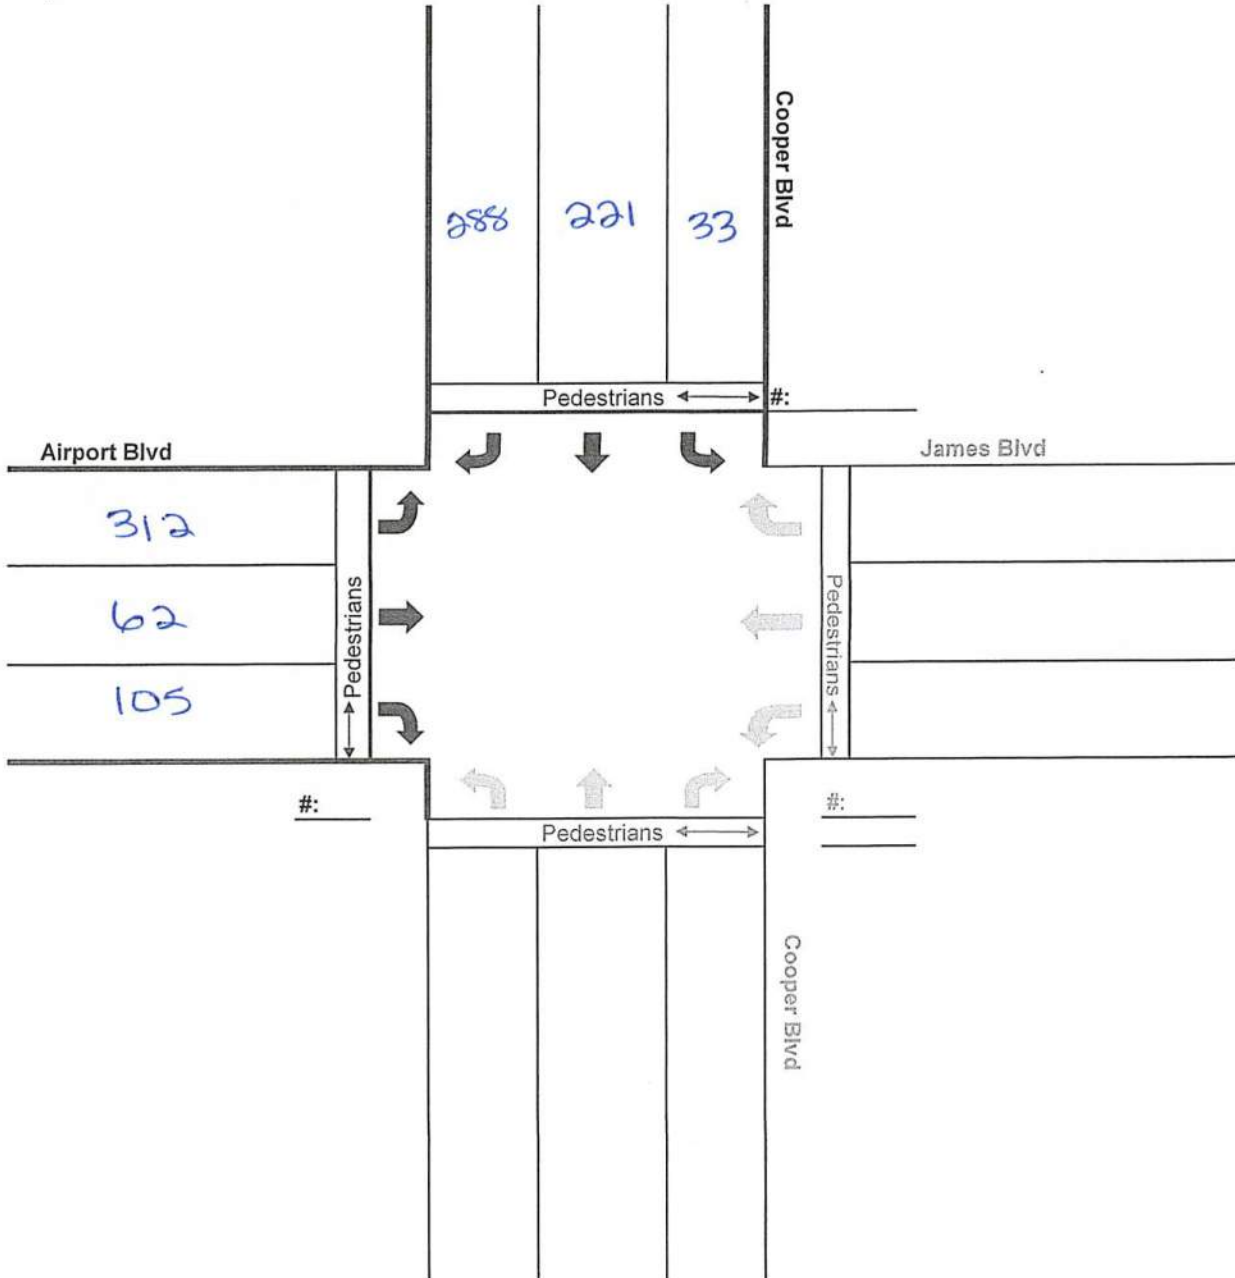 Cooper Blvd
288 221 33
Pedestrians #:
Airport Blvd
James Blvd
312
62
105
Pedestrians
Pedestrians
#:
#:
Pedestrians
Cooper Blvd